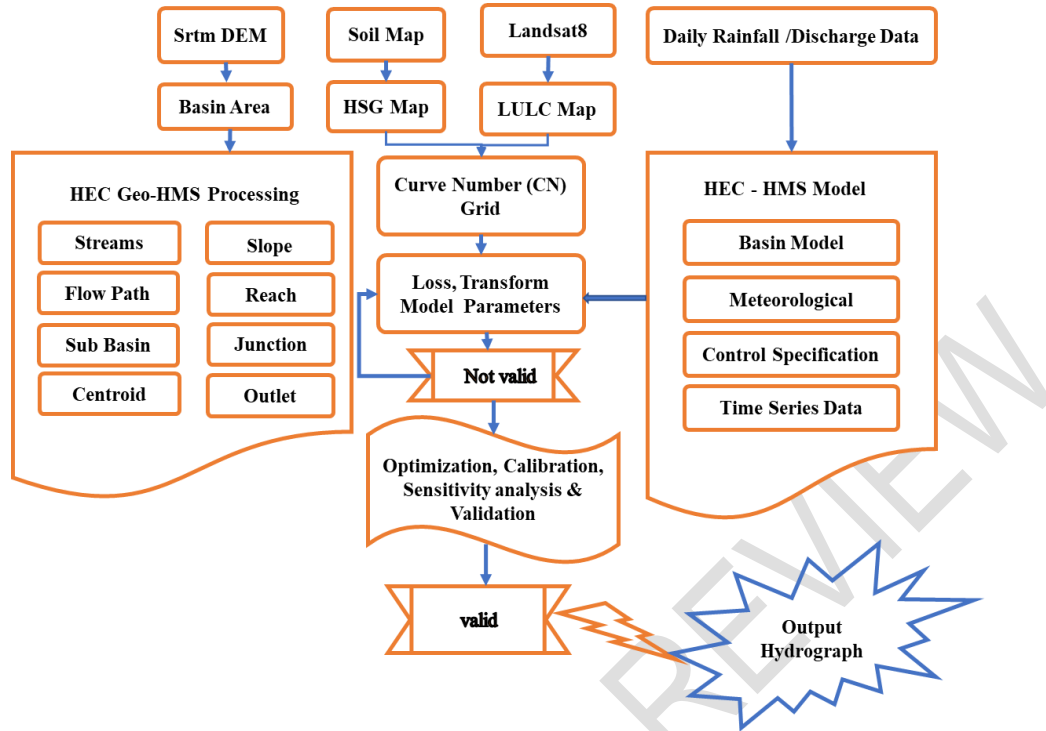 Srtm DEM
Soil Map
Landsat8
Daily Rainfall /Discharge Data
Basin Area
HSG Map
LULC Map
HEC Geo-HMS Processing
Streams
Slope
Flow Path
Reach
Sub Basin
Junction
Centroid
Outlet
Curve Number (CN)
Grid
Loss, Transform
Model Parameters
Not valid
Optimization, Calibration,
Sensitivity analysis &
Validation
valid
HEC - HMS Model
Basin Model
Meteorological
Control Specification
Time Series Data
Output
Hydrograph
REVIEW